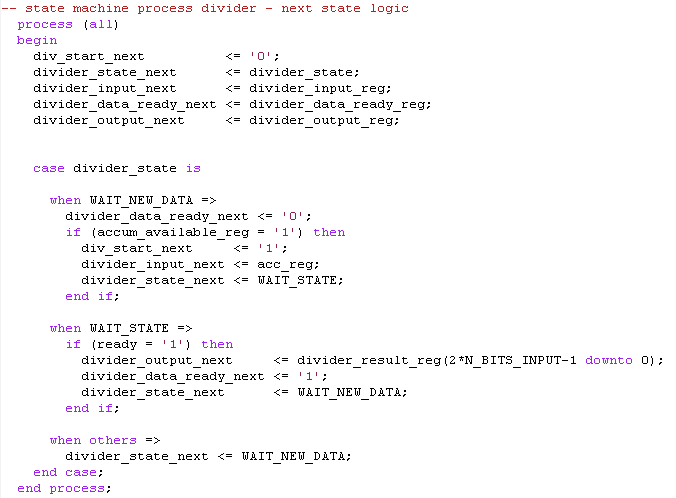 -- state machine process divider - next state logic
process (all)
begin
div_start_next <= '0';
divider_state_next <= divider_state;
divider_input_next <= divider_input_reg;
divider_data_ready_next <= divider_data_ready_reg;
divider_output_next <= divider_output_reg;
case divider_state is
when WAIT_NEW_DATA =>
divider_data_ready_next <= '0';
if (accum_available_reg = '1') then
div_start_next <= '1';
divider_input_next <= acc_reg;
divider_state_next <= WAIT_STATE;
end if;
when WAIT_STATE =>
if (ready = '1') then
divider_output_next <= divider_result_reg(2*N_BITS_INPUT-1 downto 0);
divider_data_ready_next <= '1';
divider_state_next <= WAIT_NEW_DATA;
end if;
when others =>
divider_state_next <= WAIT_NEW_DATA;
end case;
end process;